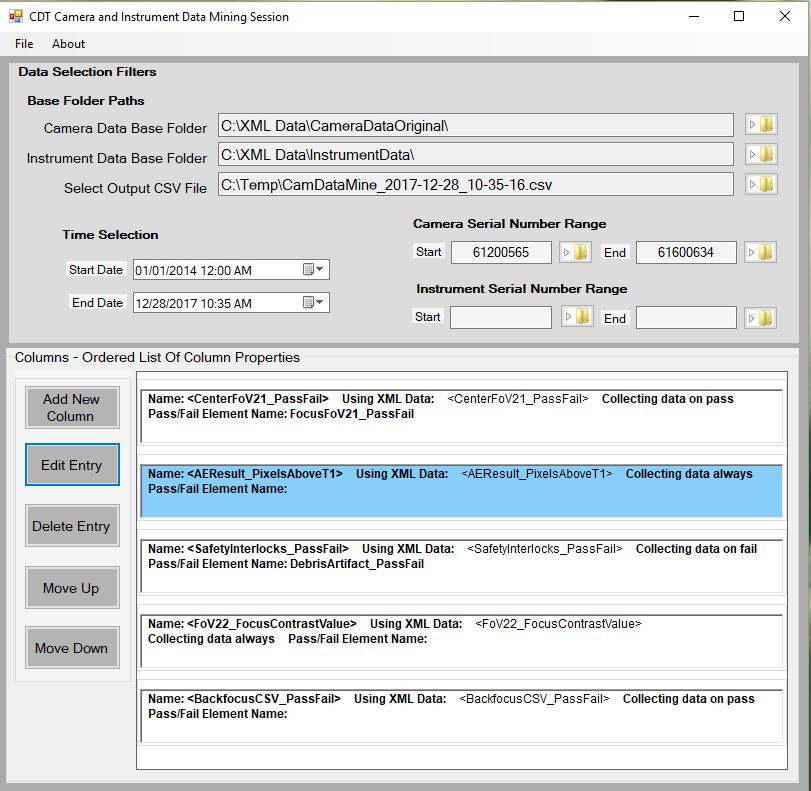 CDT Camera and Instrument Data Mining Session
File About
Data Selection Filters
Base Folder Paths
Camera Data Base Folder C:\XML Data\CameraDataOriginal\
Instrument Data Base Folder C:\XML Data\InstrumentData\
Select Output CSV File C:\Temp\CamDataMine_2017-12-28_10-35-16.csv
Time Selection
Start Date 01/01/2014 12:00 AM
End Date 12/28/2017 10:35 AM
Camera Serial Number Range
Start 61200565 End 61600634
Instrument Serial Number Range
Start End
Columns - Ordered List Of Column Properties
Add New
Column
Edit Entry
Delete Entry
Move Up
Move Down
Name: <CenterFoV21_PassFail> Using XML Data: <CenterFoV21_PassFail> Collecting data on pass
Pass/Fail Element Name: FocusFoV21_PassFail
Name: <AEResult_PixelsAboveT1> Using XML Data: <AEResult_PixelsAboveT1> Collecting data always
Pass/Fail Element Name:
Name: <SafetyInterlocks_PassFail> Using XML Data: <SafetyInterlocks_PassFail> Collecting data on fail
Pass/Fail Element Name: DebrisArtifact_PassFail
Name: <FoV22_FocusContrastValue> Using XML Data: <FoV22_FocusContrastValue>
Collecting data always Pass/Fail Element Name:
Name: <BackfocusCSV_PassFail> Using XML Data: <BackfocusCSV_PassFail> Collecting data on pass
Pass/Fail Element Name: